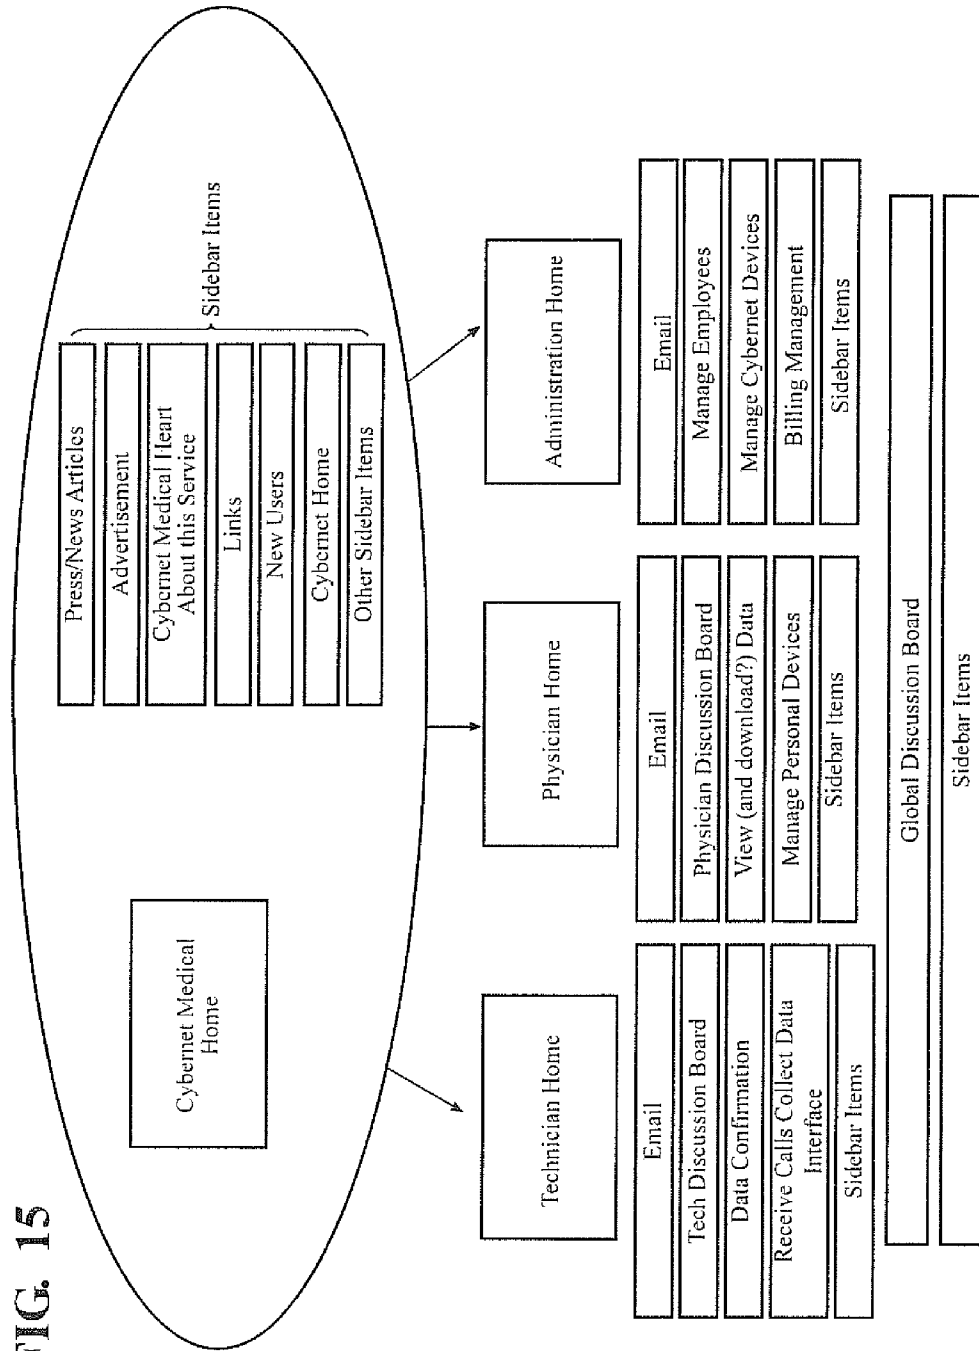 FIG. 15
Cybernet Medical
Home
Press/News Articles
Advertisement
Cybernet Medical Heart
About this Service
Links
New Users
Cybernet Home
Other Sidebar Items
Sidebar Items
Technician Home
Email
Tech Discussion Board
Data Confirmation
Receive Calls Collect Data
Interface
Sidebar Items
Physician Home
Email
Physician Discussion Board
View (and download?) Data
Manage Personal Devices
Sidebar Items
Administration Home
Email
Manage Employees
Manage Cybernet Devices
Billing Management
Sidebar Items
Global Discussion Board
Sidebar Items